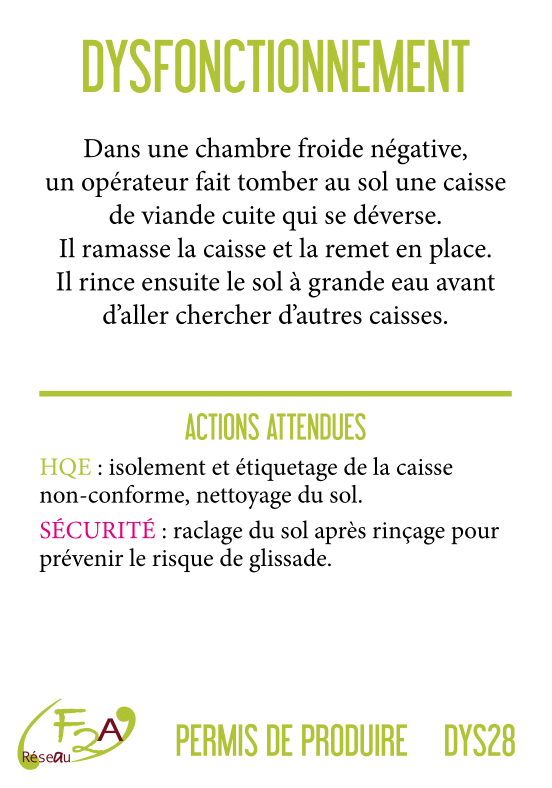 DYSFONCTIONNEMENT
Dans une chambre froide négative,
un opérateur fait tomber au sol une caisse
de viande cuite qui se déverse.
Il ramasse la caisse et la remet en place.
Il rince ensuite le sol à grande eau avant
d’aller chercher d’autres caisses.
ACTIONS ATTENDUES
HQE : isolement et étiquetage de la caisse
non-conforme, nettoyage du sol.
SÉCURITÉ : raclage du sol après rinçage pour
prévenir le risque de glissade.
F2A
Réseau
PERMIS DE PRODUIRE DYS28